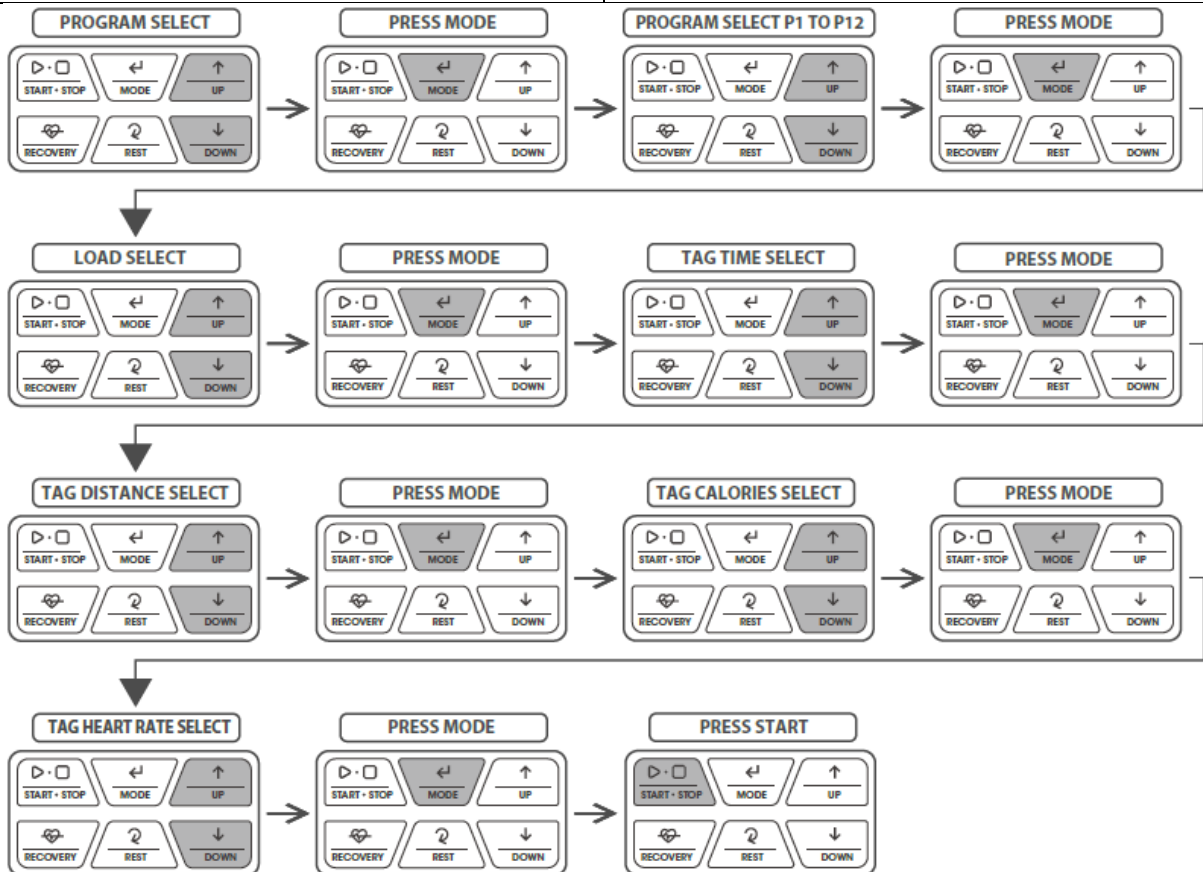 PROGRAM SELECT
START • STOP MODE UP
RECOVERY REST DOWN
PRESS MODE
START • STOP MODE UP
RECOVERY REST DOWN
PROGRAM SELECT P1 TO P12
START • STOP MODE UP
RECOVERY REST DOWN
PRESS MODE
START • STOP MODE UP
RECOVERY REST DOWN
LOAD SELECT
START • STOP MODE UP
RECOVERY REST DOWN
PRESS MODE
START • STOP MODE UP
RECOVERY REST DOWN
TAG TIME SELECT
START • STOP MODE UP
RECOVERY REST DOWN
PRESS MODE
START • STOP MODE UP
RECOVERY REST DOWN
TAG DISTANCE SELECT
START • STOP MODE UP
RECOVERY REST DOWN
PRESS MODE
START • STOP MODE UP
RECOVERY REST DOWN
TAG CALORIES SELECT
START • STOP MODE UP
RECOVERY REST DOWN
PRESS MODE
START • STOP MODE UP
RECOVERY REST DOWN
TAG HEART RATE SELECT
START • STOP MODE UP
RECOVERY REST DOWN
PRESS MODE
START • STOP MODE UP
RECOVERY REST DOWN
PRESS START
START • STOP MODE UP
RECOVERY REST DOWN